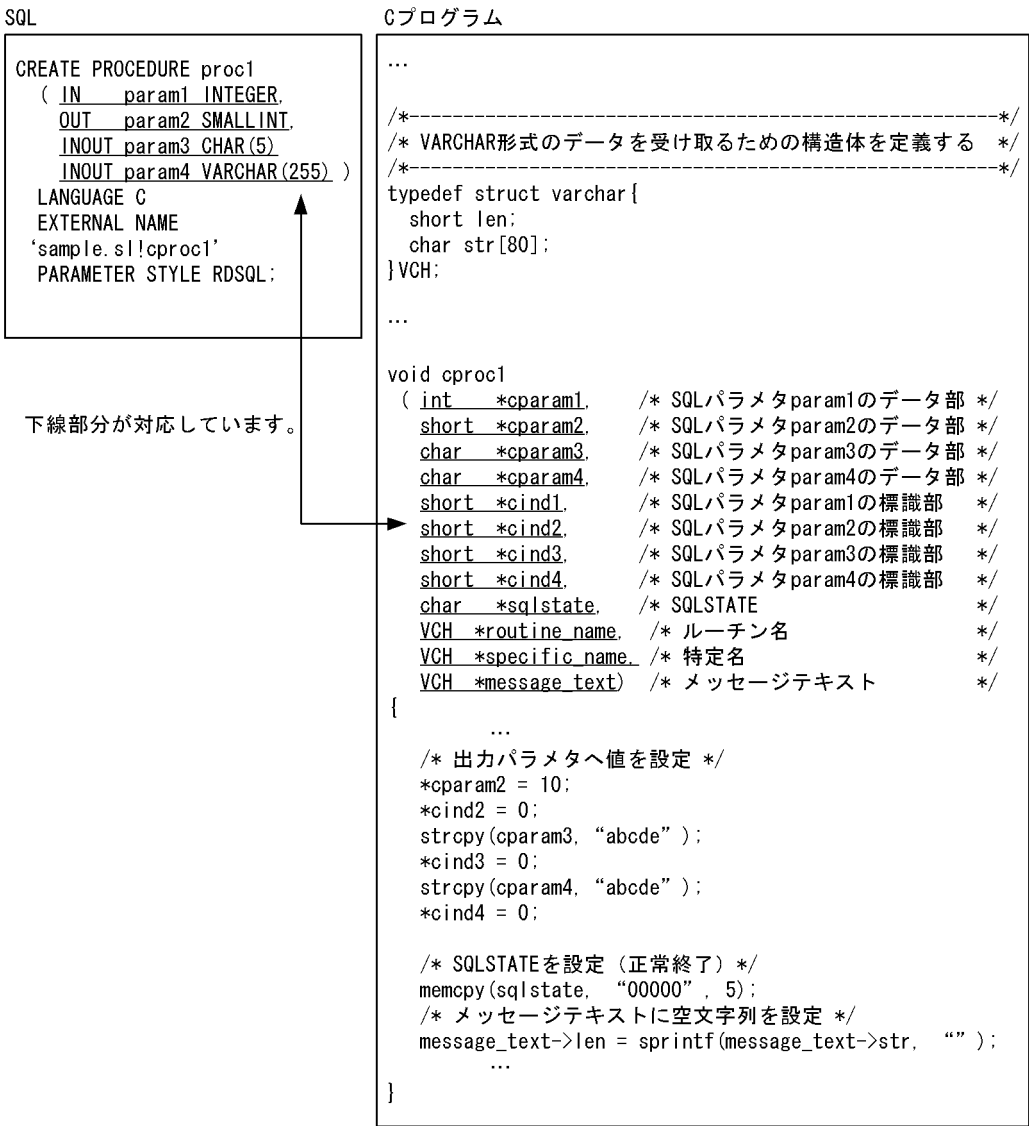 SQL
CREATE PROCEDURE proc1
( IN param1 INTEGER,
OUT param2 SMALLINT,
INOUT param3 CHAR(5)
INOUT param4 VARCHAR(255) )
LANGUAGE C
EXTERNAL NAME
‘sample.sl!cproc1’
PARAMETER STYLE RDSQL;
下線部分が対応しています。
Cプログラム
...
/*------------------------------------------------------*/
/* VARCHAR形式のデータを受け取るための構造体を定義する */
/*------------------------------------------------------*/
typedef struct varchar{
short len;
char str[80];
}VCH;
...
void cproc1
( int *cparam1, /* SQLパラメタparam1のデータ部 */
short *cparam2, /* SQLパラメタparam2のデータ部 */
char *cparam3, /* SQLパラメタparam3のデータ部 */
char *cparam4, /* SQLパラメタparam4のデータ部 */
short *cind1, /* SQLパラメタparam1の標識部 */
short *cind2, /* SQLパラメタparam2の標識部 */
short *cind3, /* SQLパラメタparam3の標識部 */
short *cind4, /* SQLパラメタparam4の標識部 */
char *sqlstate, /* SQLSTATE */
VCH *routine_name, /* ルーチン名 */
VCH *specific_name, /* 特定名 */
VCH *message_text) /* メッセージテキスト */
{
...
/* 出力パラメタへ値を設定 */
*cparam2 = 10;
*cind2 = 0;
strcpy(cparam3, “abcde” );
*cind3 = 0;
strcpy(cparam4, “abcde” );
*cind4 = 0;
/* SQLSTATEを設定（正常終了）*/
memcpy(sqlstate, “00000” , 5);
/* メッセージテキストに空文字列を設定 */
message_text->len = sprintf(message_text->str, “” );
...
}